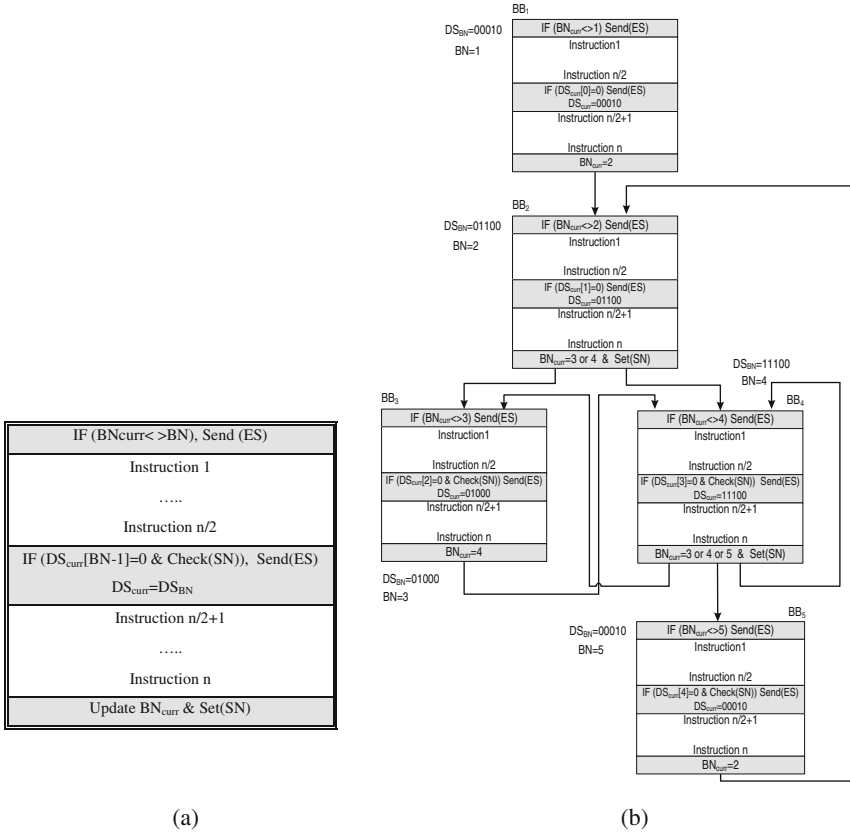 IF (BNcurr< >BN), Send (ES)
Instruction 1
…..
Instruction n/2
IF (DScurr[BN-1]=0 & Check(SN)), Send(ES)
DScurr=DSBN
Instruction n/2+1
…..
Instruction n
Update BNcurr & Set(SN)
(a)
BB1
DSBN=00010
BN=1
IF (BNcurr<>1) Send(ES)
Instruction1
Instruction n/2
IF (DScurr[0]=0) Send(ES)
DScurr=00010
Instruction n/2+1
Instruction n
BNcurr=2
BB2
DSBN=01100
BN=2
IF (BNcurr<>2) Send(ES)
Instruction1
Instruction n/2
IF (DScurr[1]=0) Send(ES)
DScurr=01100
Instruction n/2+1
Instruction n
BNcurr=3 or 4 & Set(SN)
BB3
IF (BNcurr<>3) Send(ES)
Instruction1
Instruction n/2
IF (DScurr[2]=0 & Check(SN)) Send(ES)
DScurr=01000
Instruction n/2+1
Instruction n
BNcurr=4
DSBN=01000
BN=3
DSBN=11100
BN=4
BB4
IF (BNcurr<>4) Send(ES)
Instruction1
Instruction n/2
IF (DScurr[3]=0 & Check(SN)) Send(ES)
DScurr=11100
Instruction n/2+1
Instruction n
BNcurr=3 or 4 or 5 & Set(SN)
BB5
DSBN=00010
BN=5
IF (BNcurr<>5) Send(ES)
Instruction1
Instruction n/2
IF (DScurr[4]=0 & Check(SN)) Send(ES)
DScurr=00010
Instruction n/2+1
Instruction n
BNcurr=2
(b)